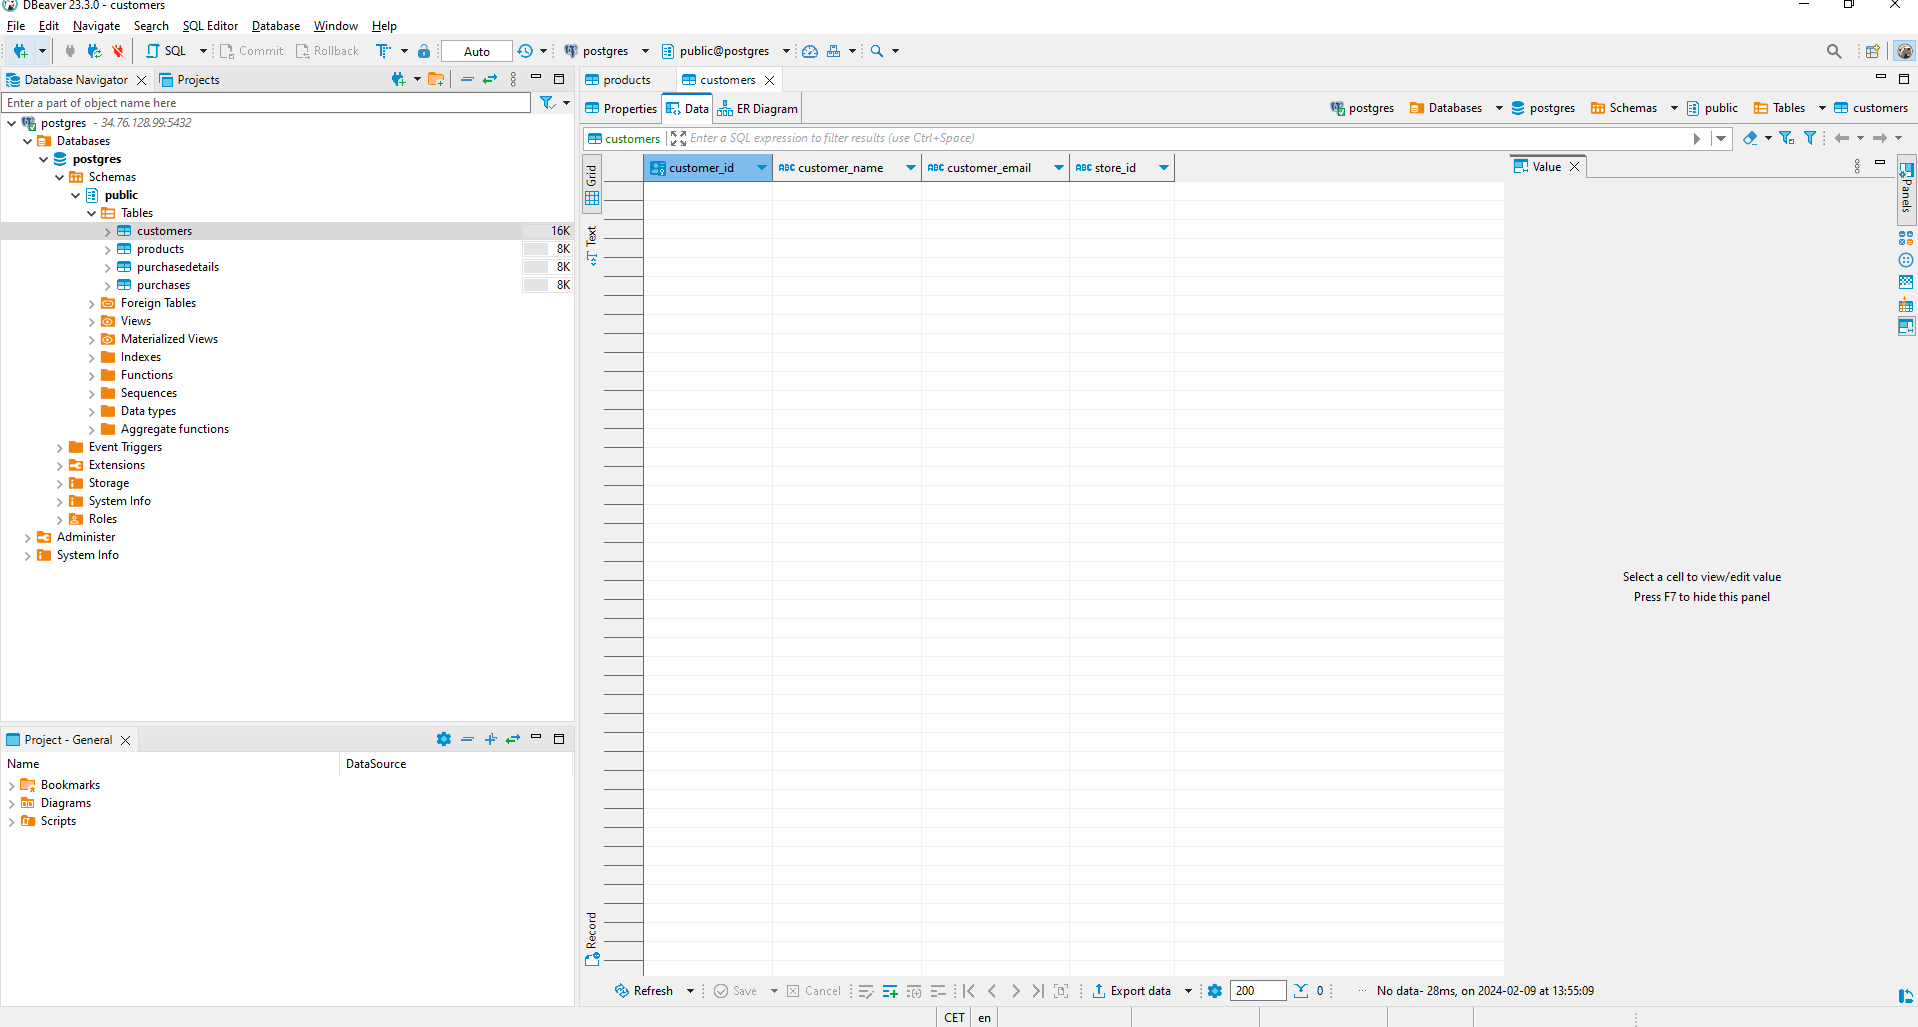 DBeaver 23.3.0 - customers
File Edit Navigate Search SQL Editor Database Window Help
SQL Commit Rollback Auto postgres public@postgres
Database Navigator Projects
Enter a part of object name here
postgres - 34.76.128.99:5432
Databases
postgres
Schemas
public
Tables
customers 16K
products 8K
purchasedetails 8K
purchases 8K
Foreign Tables
Views
Materialized Views
Indexes
Functions
Sequences
Data types
Aggregate functions
Event Triggers
Extensions
Storage
System Info
Roles
Administer
System Info
Project - General
Name DataSource
Bookmarks
Diagrams
Scripts
products customers
Properties Data ER Diagram postgres Databases postgres Schemas public Tables customers
customers Enter a SQL expression to filter results (use Ctrl+Space)
Grid
Text
Record
customer_id ABC customer_name ABC customer_email ABC store_id
Value
Select a cell to view/edit value
Press F7 to hide this panel
Panels
Refresh Save Cancel Export data 200 0 No data- 28ms, on 2024-02-09 at 13:55:09
CET en